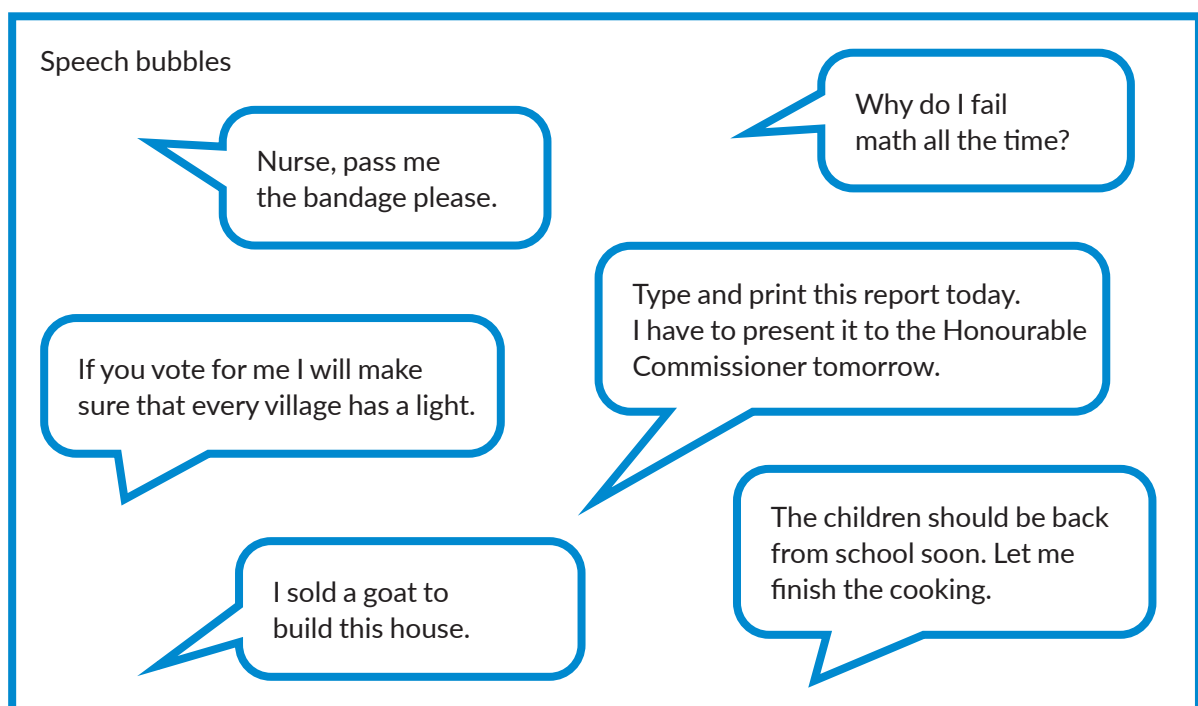 Speech bubbles
Why do I fail
math all the time?
Nurse, pass me
the bandage please.
Type and print this report today.
I have to present it to the Honourable
Commissioner tomorrow.
If you vote for me I will make
sure that every village has a light.
The children should be back
from school soon. Let me
finish the cooking.
I sold a goat to
build this house.